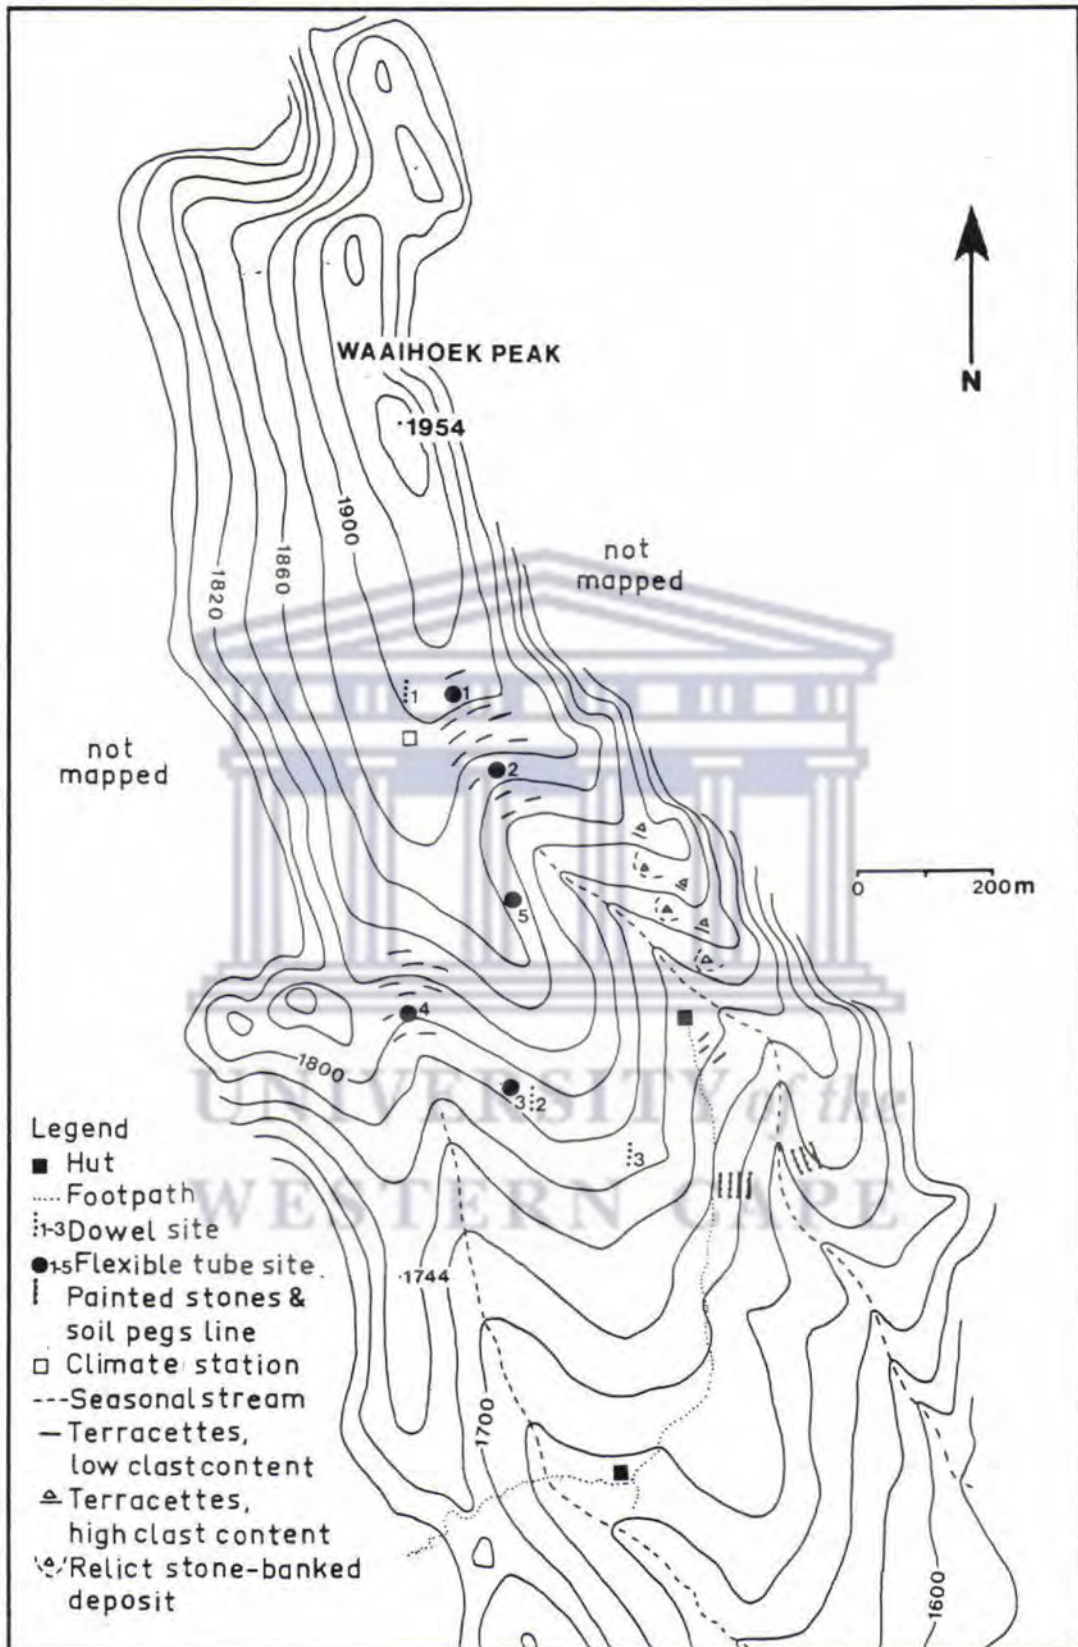 WAAIHOEK PEAK
N
·1954
1900
1860
1820
not
mapped
not
mapped
1
1
2
5
0 200m
4
1800
3
2
3
UNIVERSITY of the
WESTERN CAPE
1744
1700
1600
Legend
Hut
Footpath
1-3 Dowel site
1-5 Flexible tube site
Painted stones &
soil pegs line
Climate station
Seasonal stream
Terracettes,
low clast content
Terracettes,
high clast content
Relict stone-banked
deposit